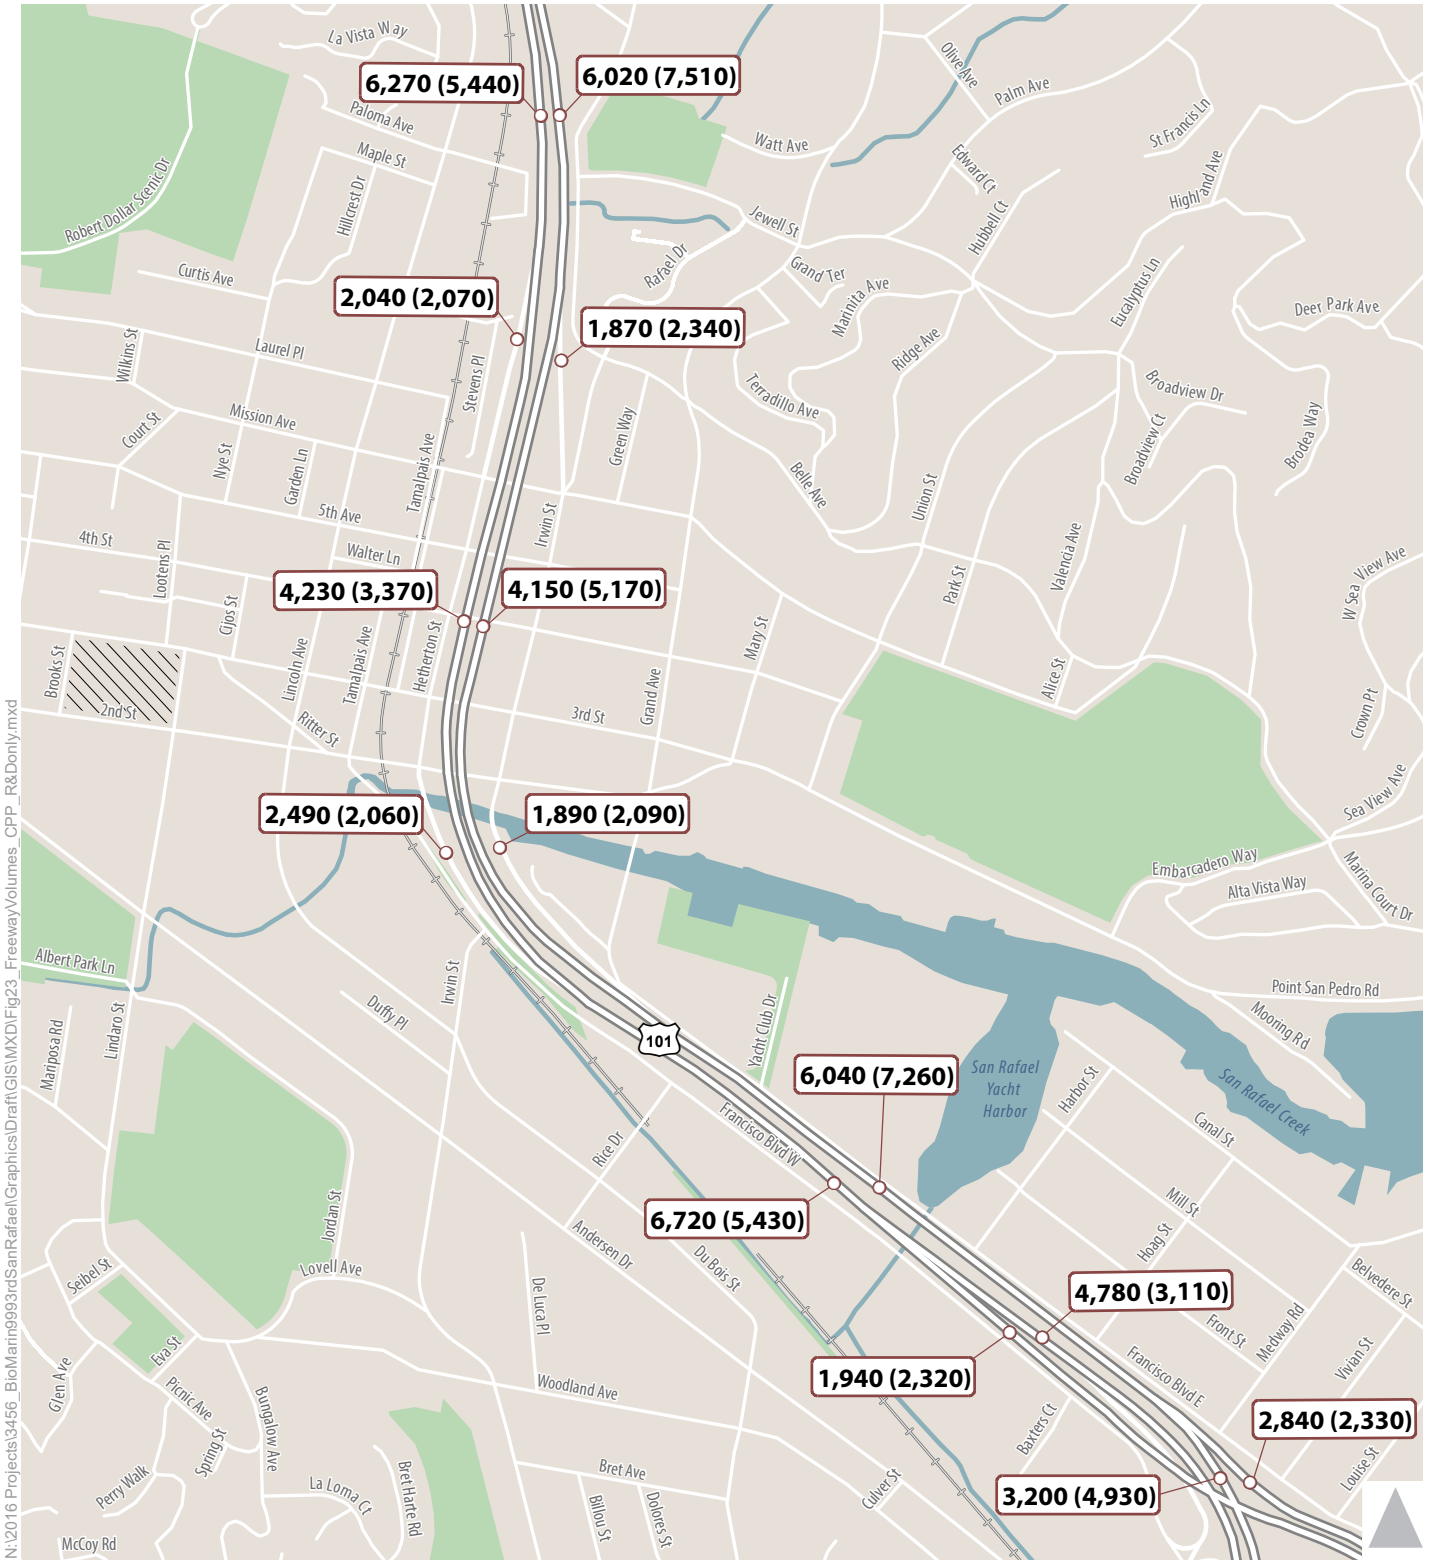 La Vista Way
6,270 (5,440)
6,020 (7,510)
Olive Ave
Palm Ave
Paloma Ave
St Francis Ln
Watt Ave
Maple St
Edward Ct
Highland Ave
Robert Dollar Scenic Dr
Hillcrest Dr
Jewell St
Hubbell Ct
Rafael Dr
Grand Ter
Curtis Ave
Marinita Ave
Eucalyptus Ln
2,040 (2,070)
1,870 (2,340)
Deer Park Ave
Wilkins St
Laurel Pl
Ridge Ave
Stevens Pl
Terradillo Ave
Broadview Dr
Mission Ave
Court St
Green Way
Broadview Ct
Brodea Way
Nye St
Garden Ln
Tamalpais Ave
Belle Ave
Union St
5th Ave
Irwin St
4th St
Walter Ln
Valencia Ave
Lootens Pl
W Sea View Ave
4,230 (3,370)
4,150 (5,170)
Park St
Cijos St
Mary St
Brooks St
Lincoln Ave
Tamalpais Ave
Hetherton St
Grand Ave
Alice St
2nd St
Ritter St
3rd St
Crown Pt
Sea View Ave
2,490 (2,060)
1,890 (2,090)
Embarcadero Way
Alta Vista Way
Marina Court Dr
Albert Park Ln
Irwin St
Point San Pedro Rd
Duffy Pl
Mooring Rd
Lindaro St
Mariposa Rd
Yacht Club Dr
101
6,040 (7,260)
San Rafael
Yacht
Harbor
Harbor St
San Rafael Creek
Canal St
Francisco Blvd W
Rice Dr
Mill St
6,720 (5,430)
Jordan St
Andersen Dr
Hoag St
Du Bois St
Lovell Ave
Seibel St
Belvedere St
4,780 (3,110)
De Luca Pl
Front St
Medway Rd
Eva St
Vivian St
1,940 (2,320)
Francisco Blvd E
Glen Ave
Picnic Ave
Woodland Ave
Bungalow Ave
2,840 (2,330)
Baxters Ct
Spring St
Bret Ave
Louise St
Perry Walk
La Loma Ct
Bret Harte Rd
Culver St
3,200 (4,930)
Billou St
Dolores St
McCoy Rd
N:\2016 Projects\3456_BioMarin9993rdSanRafael\Graphics\Draft\GIS\MXD\Fig23_FreewayVolumes_CPP_R&Donly.mxd